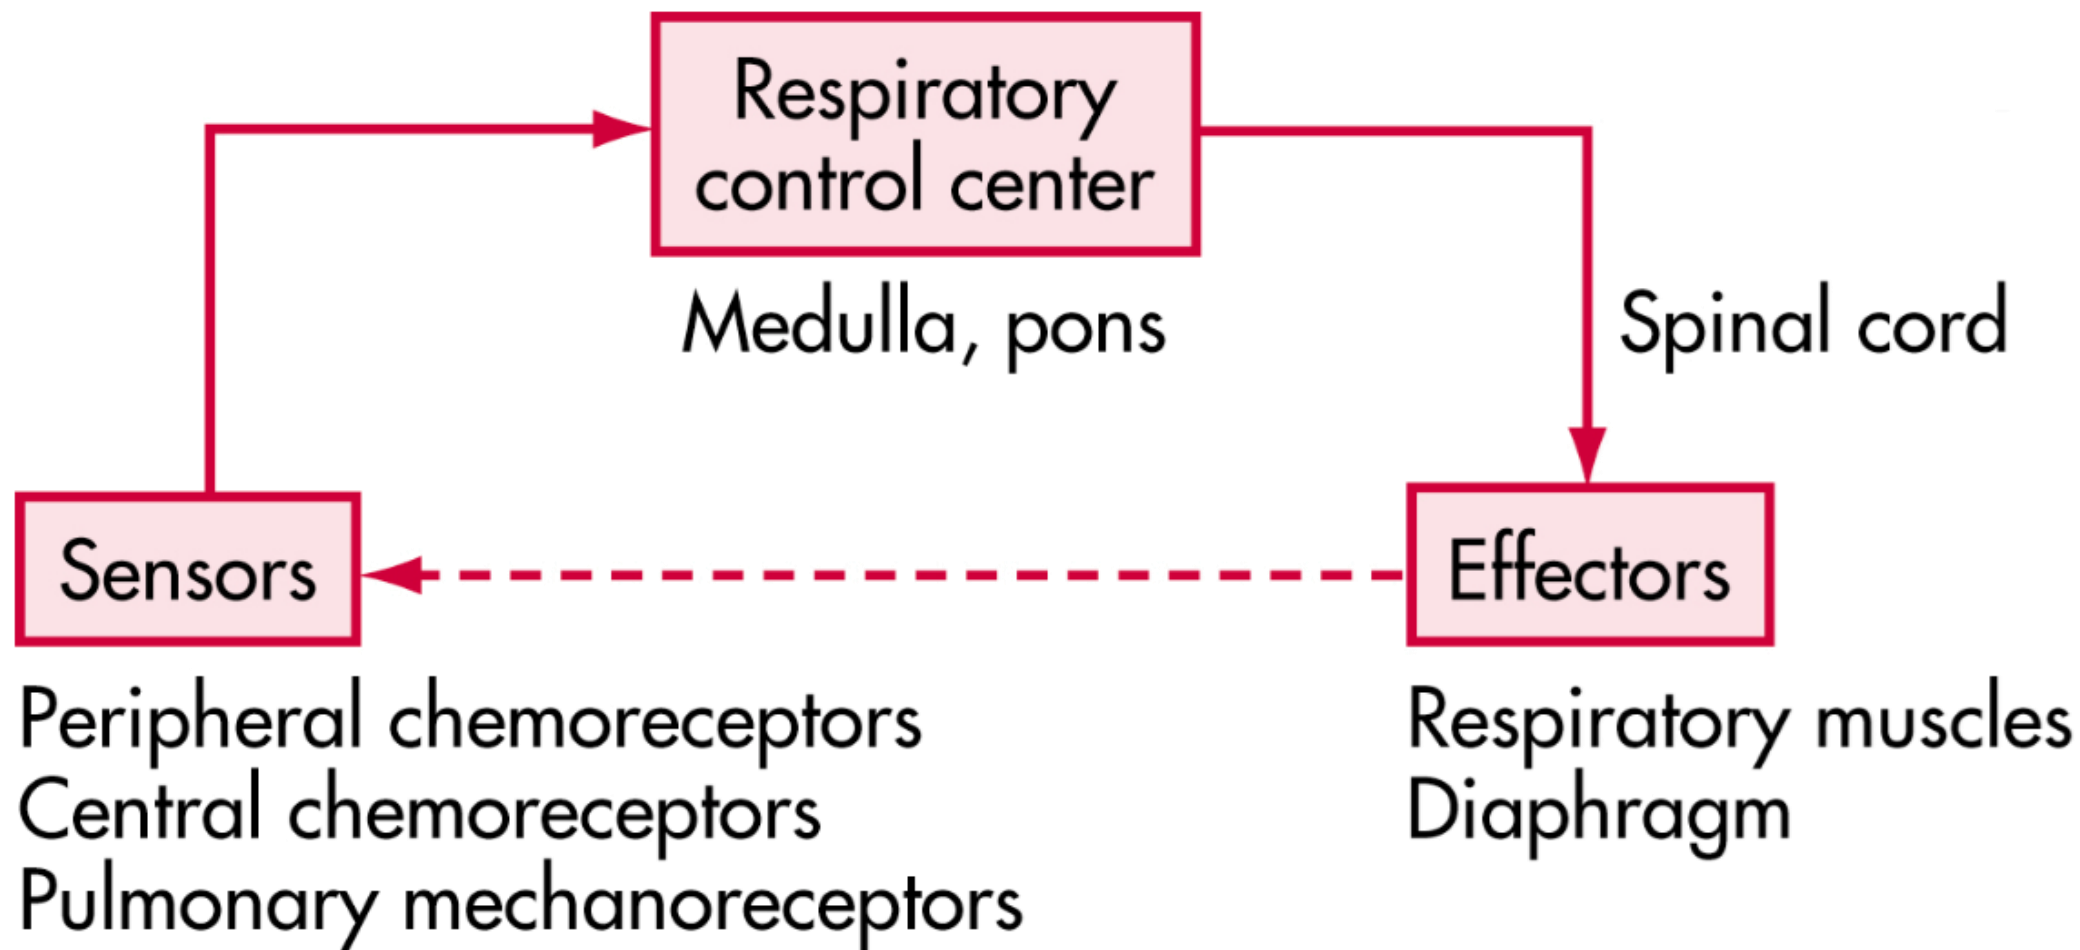 Respiratory
control center
Medulla, pons
Spinal cord
Sensors
Effectors
Peripheral chemoreceptors
Central chemoreceptors
Pulmonary mechanoreceptors
Respiratory muscles
Diaphragm